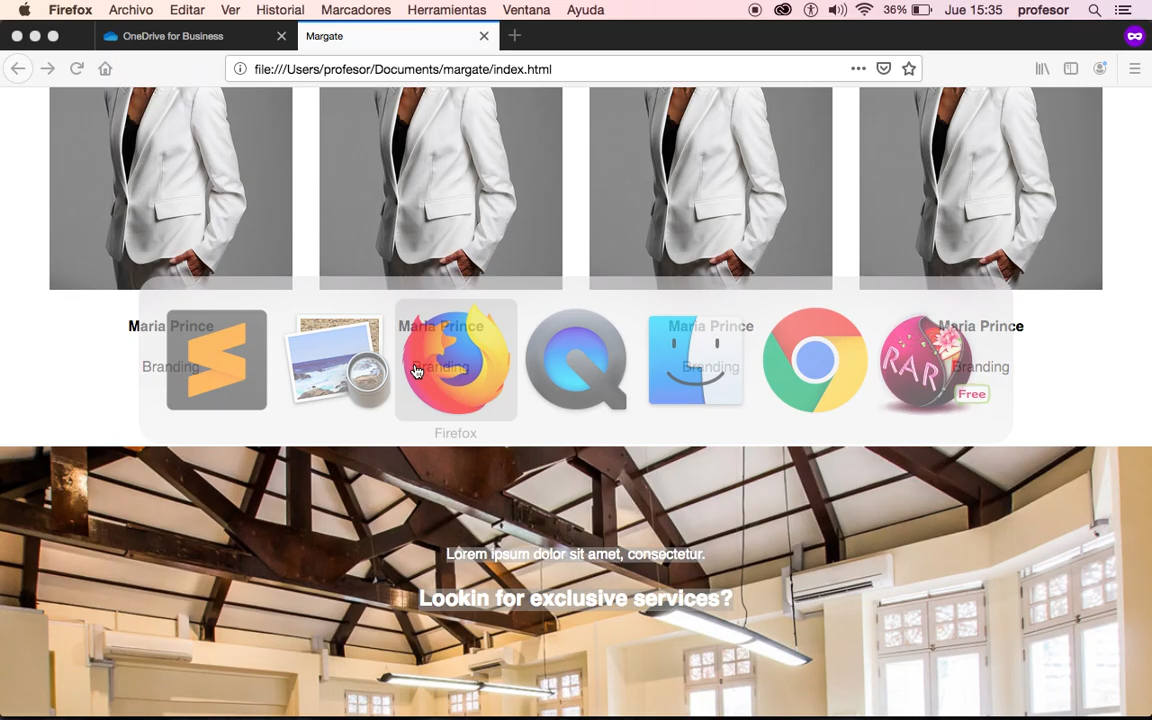 Firefox Archivo Editar Ver Historial Marcadores Herramientas Ventana Ayuda 36% Jue 15:35 profesor
OneDrive for Business Margate
file:///Users/profesor/Documents/margate/index.html
Maria Prince Maria Prince Maria Prince Maria Prince
Branding Branding Branding Branding
RAR
Free
Firefox
Lorem ipsum dolor sit amet, consectetur.
Lookin for exclusive services?